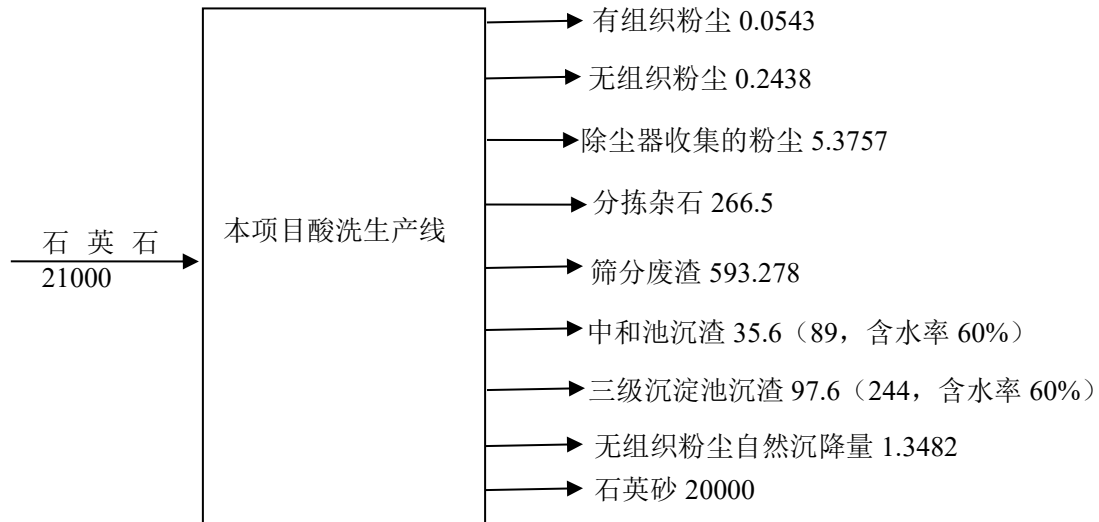 有组织粉尘 0.0543
无组织粉尘 0.2438
除尘器收集的粉尘 5.3757
分拣杂石 266.5
本项目酸洗生产线
石 英 石
21000
筛分废渣 593.278
中和池沉渣 35.6（89，含水率 60%）
三级沉淀池沉渣 97.6（244，含水率 60%）
无组织粉尘自然沉降量 1.3482
石英砂 20000